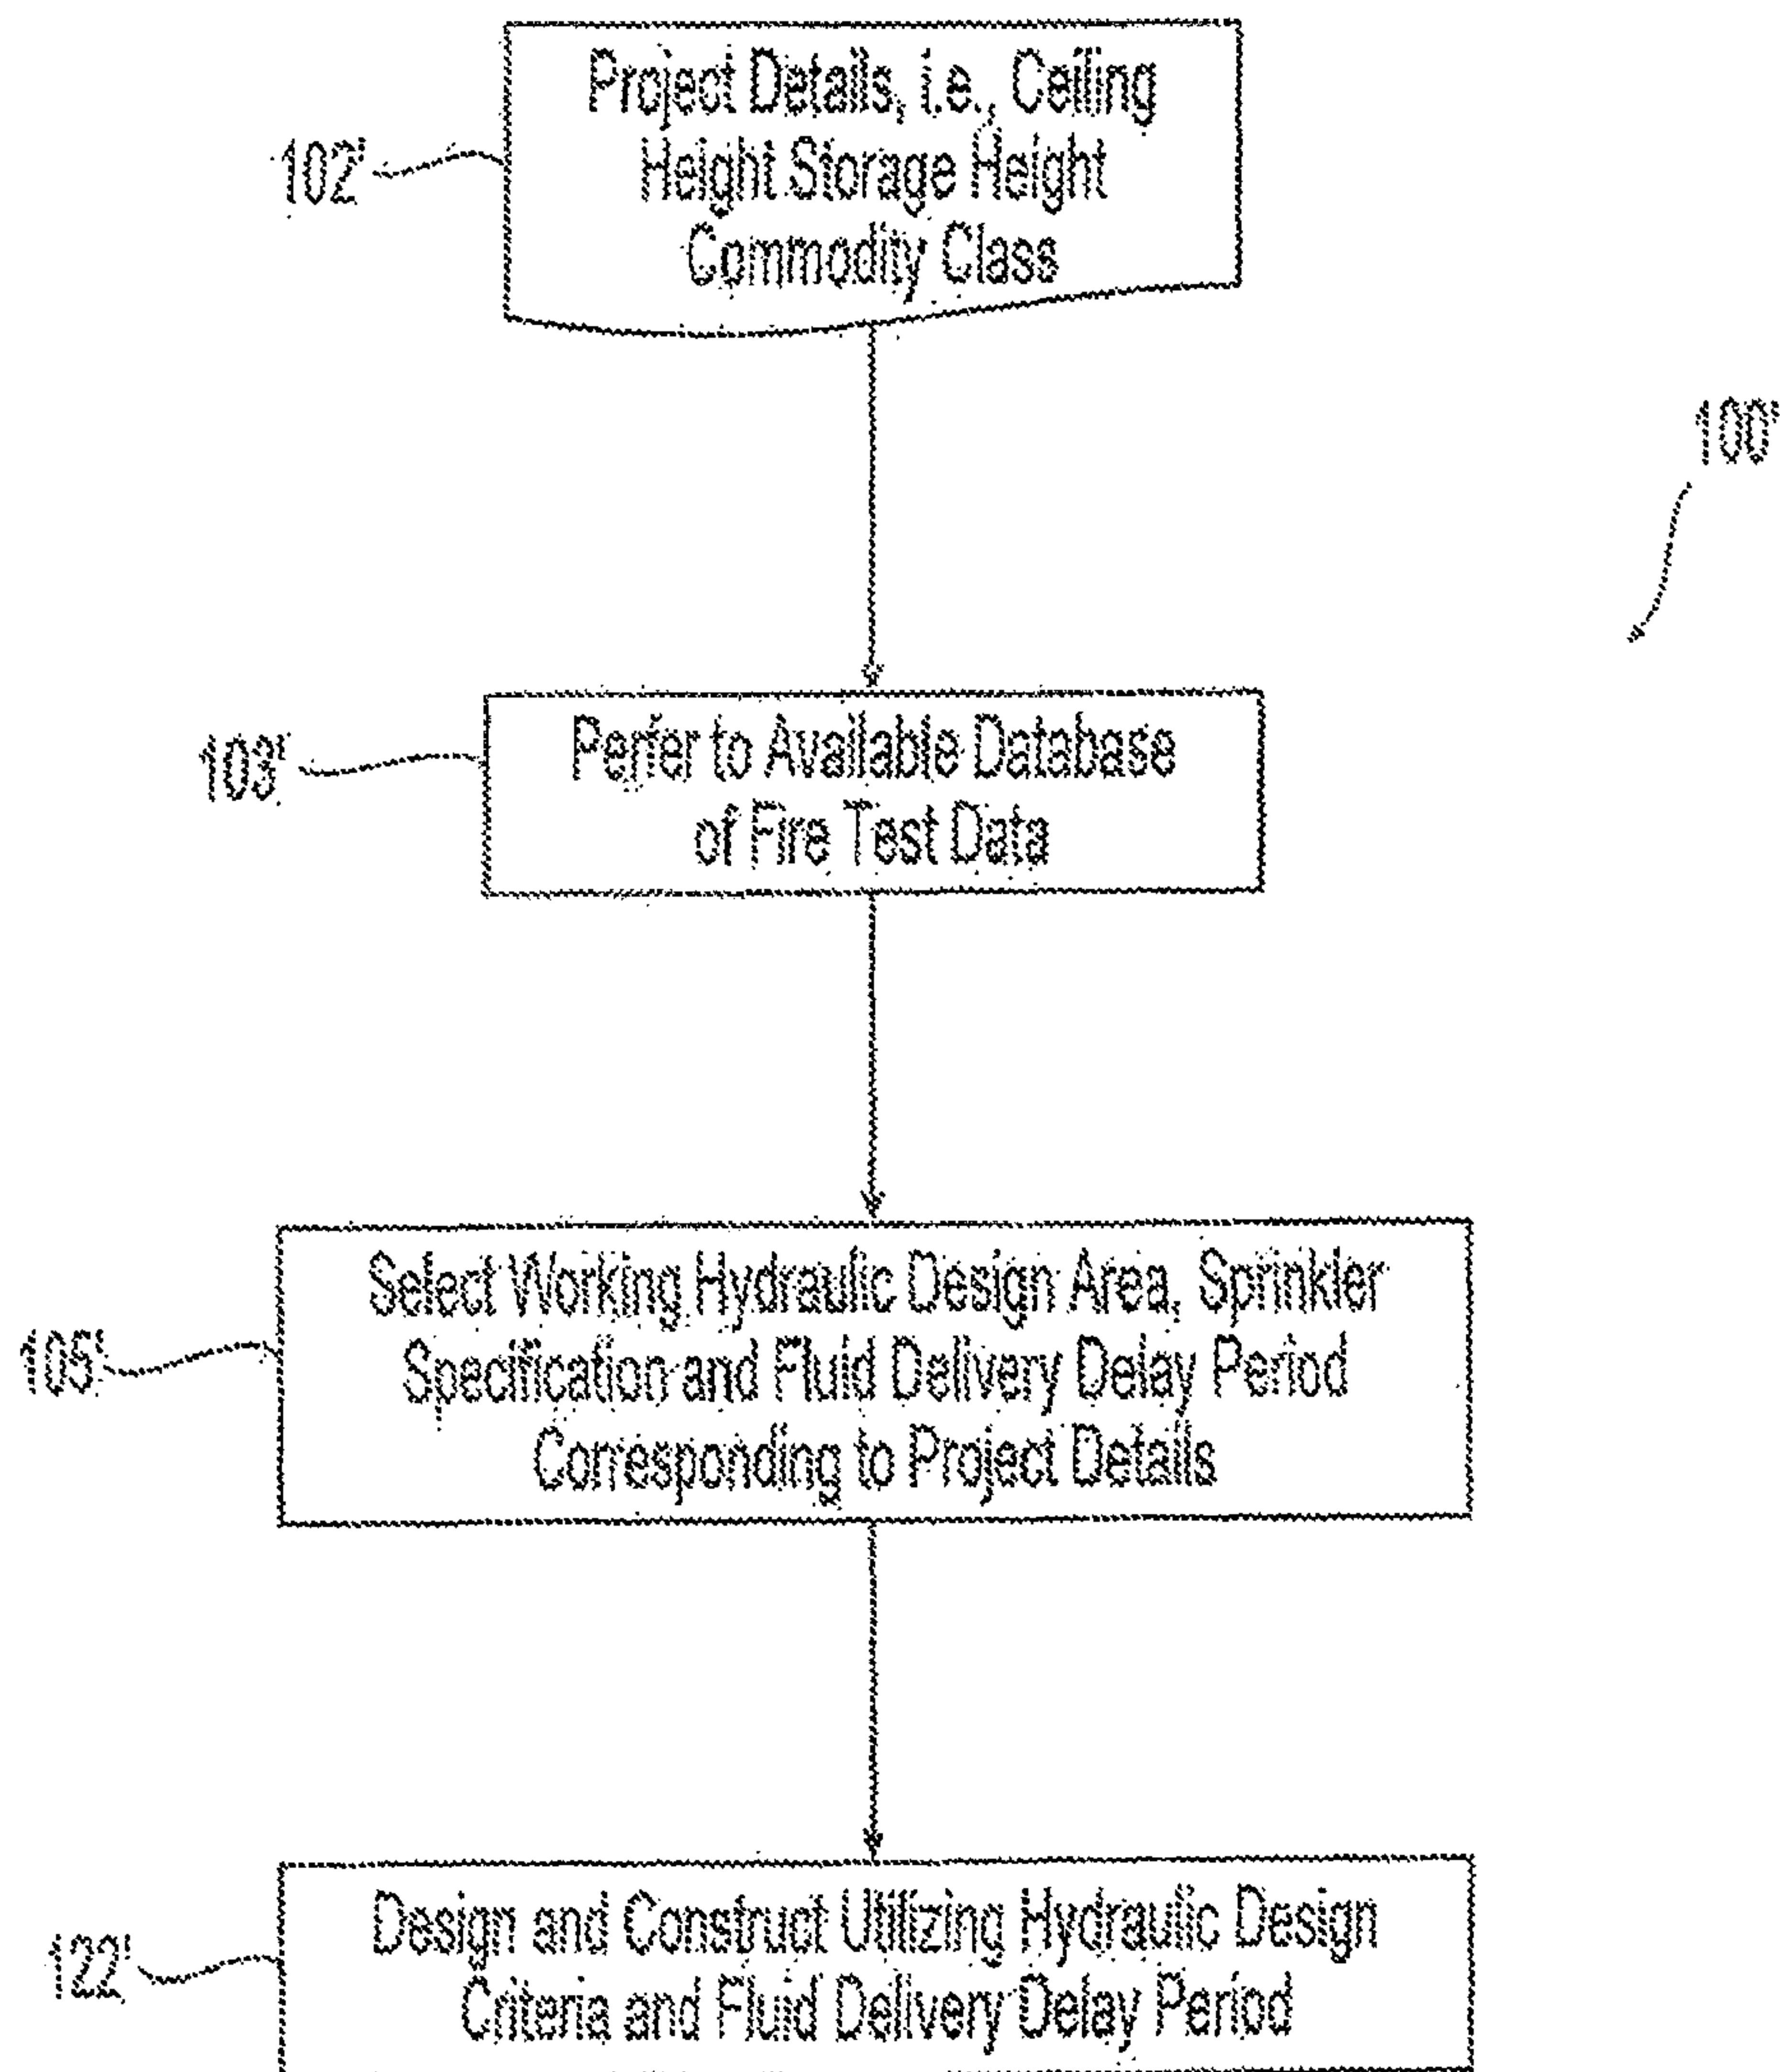 Project Details, i.e., Ceiling
Height Storage Height
Commodity Class
102'
100'
103'
Perfer to Available Database
of Fire Test Data
105'
Select Working Hydraulic Design Area, Sprinkler
Specification and Fluid Delivery Delay Period
Corresponding to Project Details
122'
Design and Construct Utilizing Hydraulic Design
Criteria and Fluid Delivery Delay Period